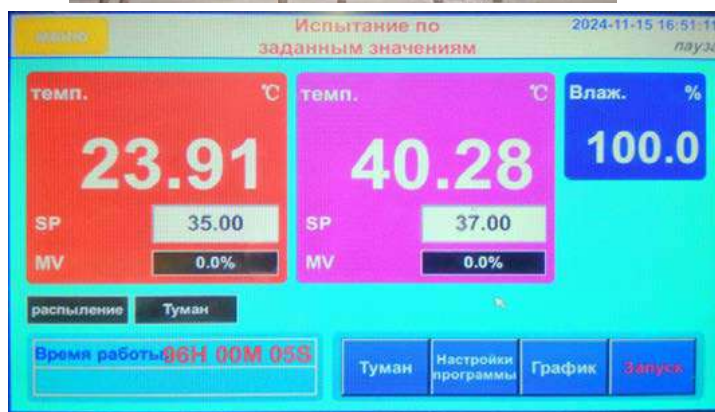 меню
Испытание по
заданным значениям
2024-11-15 16:51:11
пауза
темп. ℃
23.91
SP 35.00
MV 0.0%
темп. ℃
40.28
SP 37.00
MV 0.0%
Влаж. %
100.0
распыление Туман
Время работы 96H 00M 05S
Туман
Настройки
программы
График
Запуск